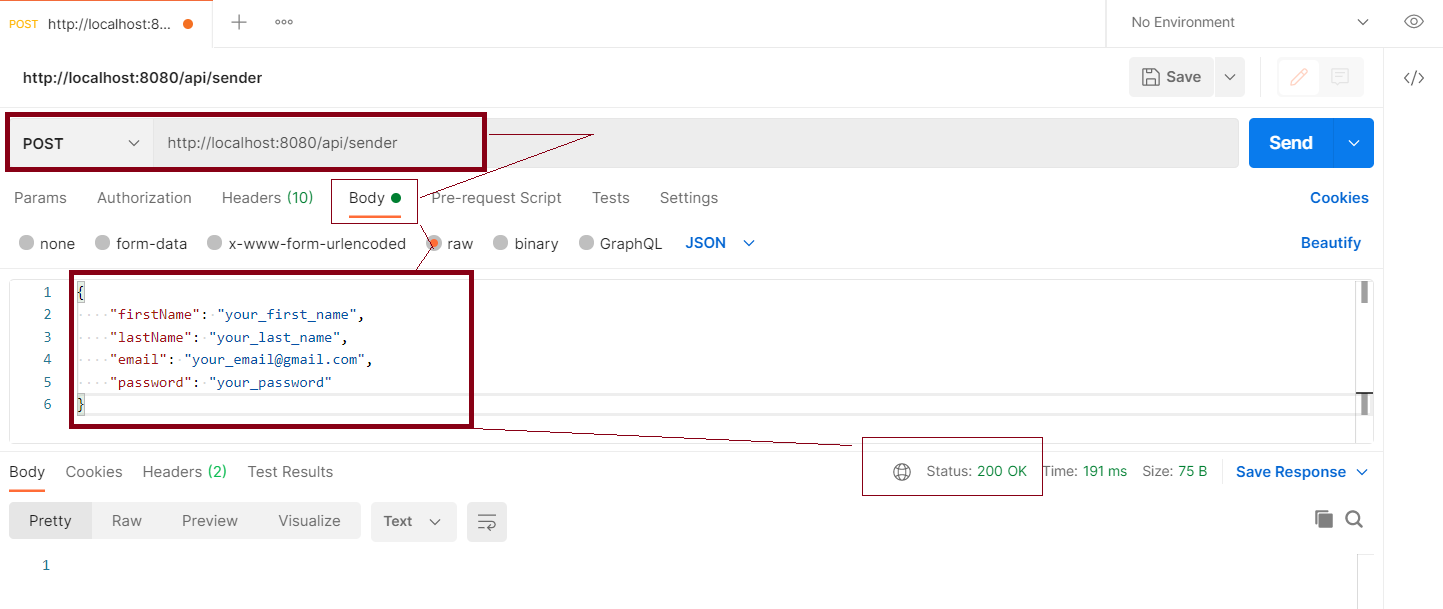 POST http://localhost:8... No Environment
http://localhost:8080/api/sender Save </>
POST http://localhost:8080/api/sender Send
Params Authorization Headers (10) Body Pre-request Script Tests Settings Cookies
none form-data x-www-form-urlencoded raw binary GraphQL JSON Beautify
1 {
2 "firstName": "your_first_name",
3 "lastName": "your_last_name",
4 "email": "your_email@gmail.com",
5 "password": "your_password"
6 }
Body Cookies Headers (2) Test Results Status: 200 OK Time: 191 ms Size: 75 B Save Response
Pretty Raw Preview Visualize Text
1